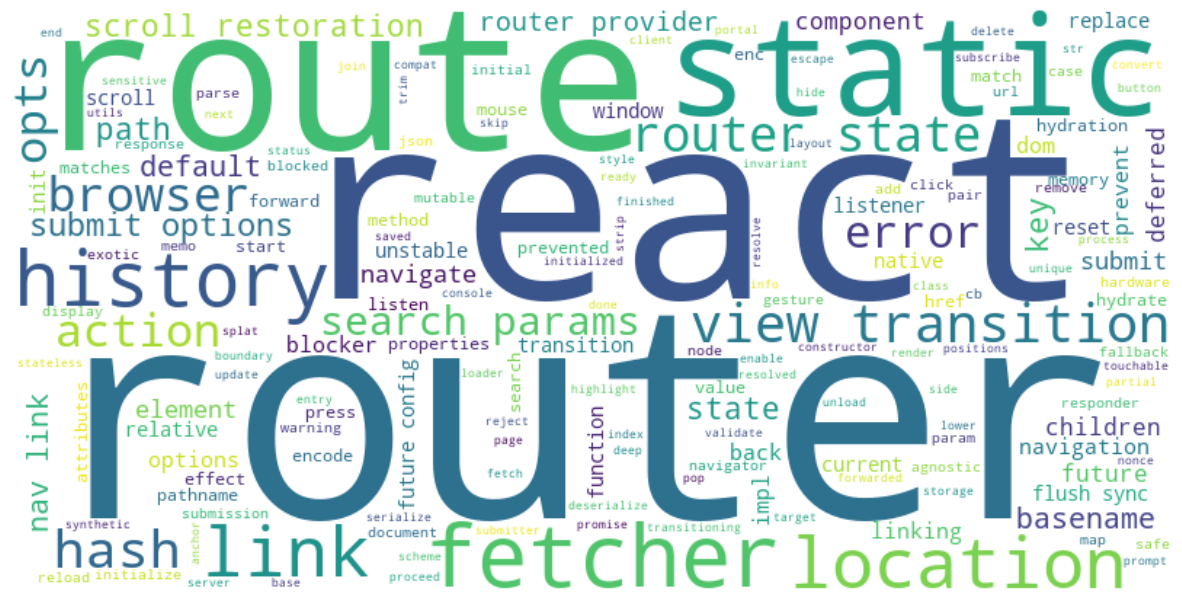 end
scroll restoration
router provider
component
replace
route
static
client
portal
delete
opts
sensitive
join
compat
initial
enc
escape
subscribe
str
convert
scroll
utils
parse
next
trim
mouse
skip
window
hide
match
url
case
button
path
response
status
json
router state
layout
hydration
matches
default
blocked
style
ready
react
invariant
dom
prevent
deferred
init
browser
forward
mutable
finished
add
click
pair
memory
remove
submit options
method
saved
strip
resolve
listener
key
reset
process
exotic
memo
start
unstable
prevented
initialized
error
native
unique
submit
history
navigate
console
info
class
hardware
display
listen
done
gesture
href
cb
hydrate
action
splat
search params
view transition
blocker
properties
transition
node
constructor
render
positions
fallback
stateless
boundary
update
loader
search
enable
resolved
touchable
partial
router
attributes
future config
highlight
value
side
nav link
element
relative
entry
press
warning
reject
page
function
index
deep
state
validate
unload
lower
param
responder
children
options
effect
encode
fetch
back
navigator
pop
current
forwarded
agnostic
navigation
nonce
future
pathname
submission
deserialize
impl
target
storage
flush sync
synthetic
serialize
document
submitter
promise
transitioning
linking
basename
hash
anchor
link
fetcher
location
map
safe
reload
initialize
server
base
scheme
proceed
prompt